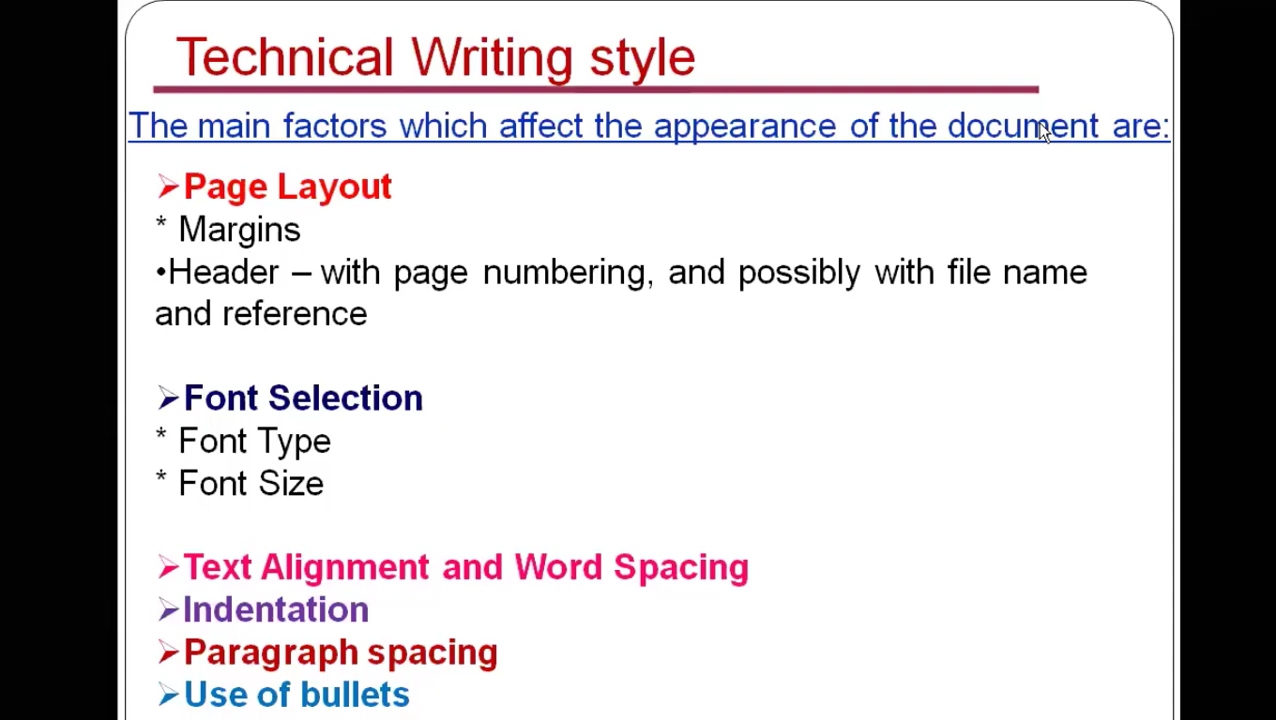 Technical Writing style
The main factors which affect the appearance of the document are:
➢Page Layout
* Margins
•Header – with page numbering, and possibly with file name
and reference
➢Font Selection
* Font Type
* Font Size
➢Text Alignment and Word Spacing
➢Indentation
➢Paragraph spacing
➢Use of bullets